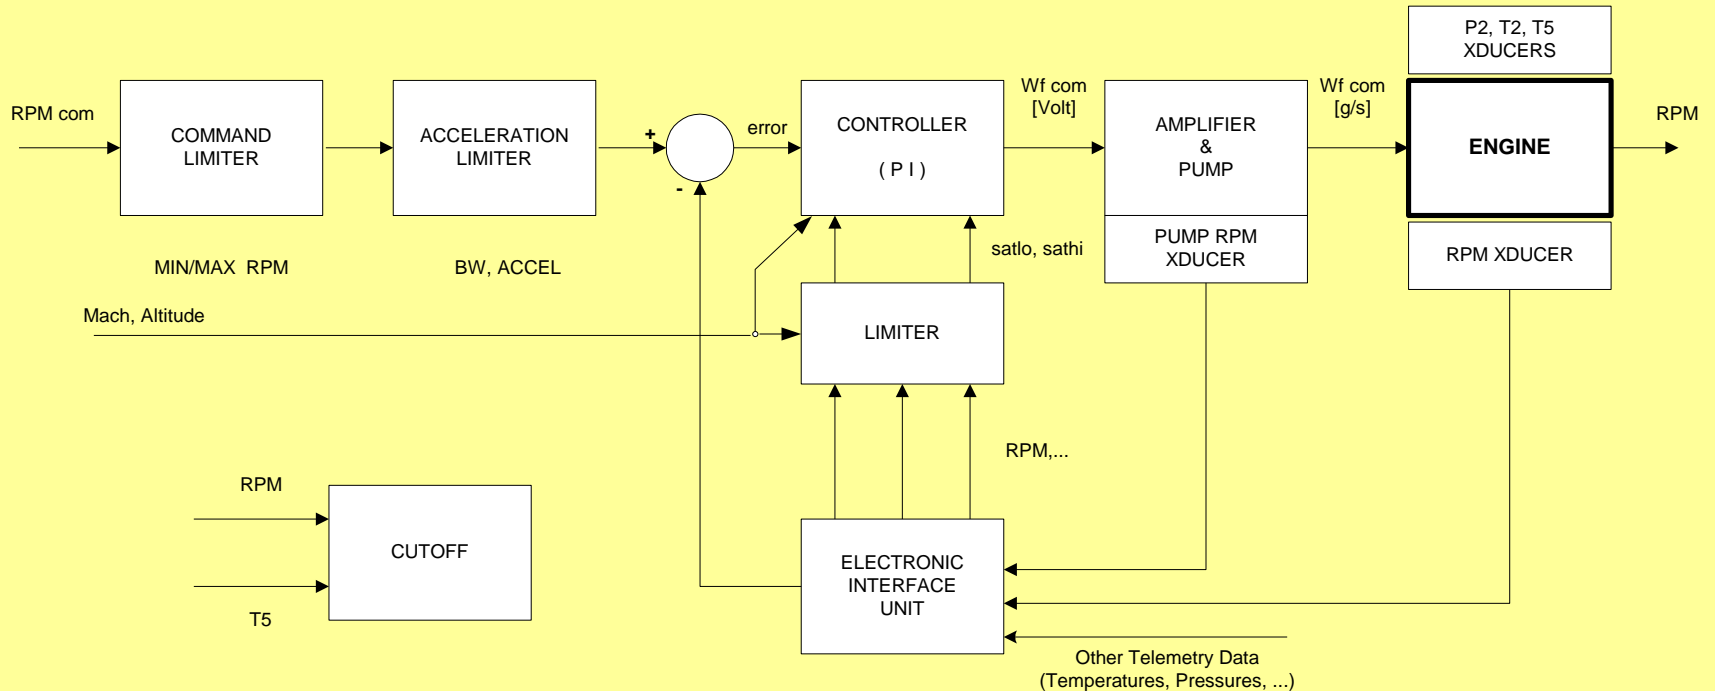 P2, T2, T5
XDUCERS
RPM com
COMMAND
LIMITER
ACCELERATION
LIMITER
+
-
error
CONTROLLER
( P I )
Wf com
[Volt]
AMPLIFIER
&
PUMP
Wf com
[g/s]
ENGINE
RPM
MIN/MAX RPM
BW, ACCEL
satlo, sathi
PUMP RPM
XDUCER
RPM XDUCER
Mach, Altitude
LIMITER
RPM,...
RPM
CUTOFF
T5
ELECTRONIC
INTERFACE
UNIT
Other Telemetry Data
(Temperatures, Pressures, ...)